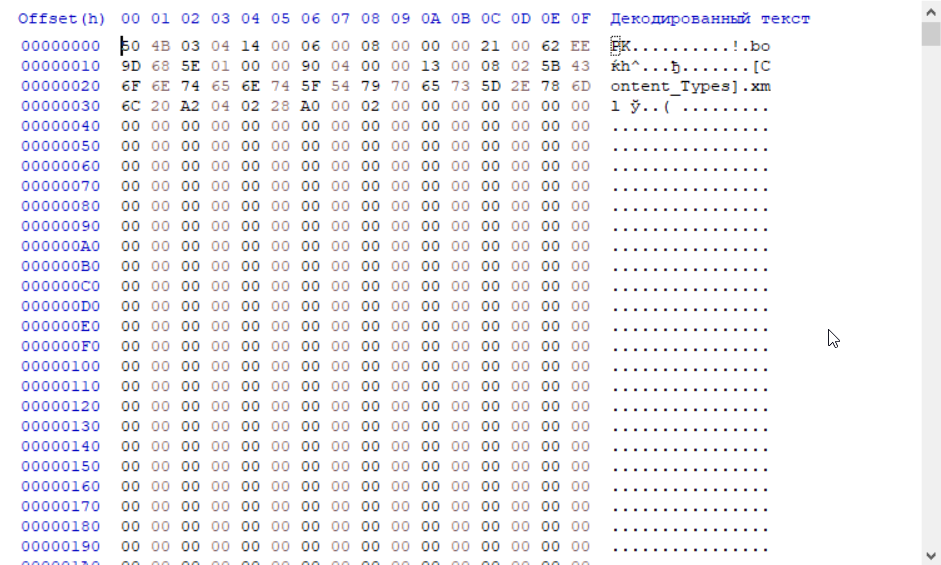 Offset(h) 00 01 02 03 04 05 06 07 08 09 0A 0B 0C 0D 0E 0F Декодированный текст
00000000 50 4B 03 04 14 00 06 00 08 00 00 00 21 00 62 EE PK..........!.bо
00000010 9D 68 5E 01 00 00 90 04 00 00 13 00 08 02 5B 43 ќh^...ђ.......[C
00000020 6F 6E 74 65 6E 74 5F 54 79 70 65 73 5D 2E 78 6D ontent_Types].xm
00000030 6C 20 A2 04 02 28 A0 00 02 00 00 00 00 00 00 00 l ў..( .........
00000040 00 00 00 00 00 00 00 00 00 00 00 00 00 00 00 00 ................
00000050 00 00 00 00 00 00 00 00 00 00 00 00 00 00 00 00 ................
00000060 00 00 00 00 00 00 00 00 00 00 00 00 00 00 00 00 ................
00000070 00 00 00 00 00 00 00 00 00 00 00 00 00 00 00 00 ................
00000080 00 00 00 00 00 00 00 00 00 00 00 00 00 00 00 00 ................
00000090 00 00 00 00 00 00 00 00 00 00 00 00 00 00 00 00 ................
000000A0 00 00 00 00 00 00 00 00 00 00 00 00 00 00 00 00 ................
000000B0 00 00 00 00 00 00 00 00 00 00 00 00 00 00 00 00 ................
000000C0 00 00 00 00 00 00 00 00 00 00 00 00 00 00 00 00 ................
000000D0 00 00 00 00 00 00 00 00 00 00 00 00 00 00 00 00 ................
000000E0 00 00 00 00 00 00 00 00 00 00 00 00 00 00 00 00 ................
000000F0 00 00 00 00 00 00 00 00 00 00 00 00 00 00 00 00 ................
00000100 00 00 00 00 00 00 00 00 00 00 00 00 00 00 00 00 ................
00000110 00 00 00 00 00 00 00 00 00 00 00 00 00 00 00 00 ................
00000120 00 00 00 00 00 00 00 00 00 00 00 00 00 00 00 00 ................
00000130 00 00 00 00 00 00 00 00 00 00 00 00 00 00 00 00 ................
00000140 00 00 00 00 00 00 00 00 00 00 00 00 00 00 00 00 ................
00000150 00 00 00 00 00 00 00 00 00 00 00 00 00 00 00 00 ................
00000160 00 00 00 00 00 00 00 00 00 00 00 00 00 00 00 00 ................
00000170 00 00 00 00 00 00 00 00 00 00 00 00 00 00 00 00 ................
00000180 00 00 00 00 00 00 00 00 00 00 00 00 00 00 00 00 ................
00000190 00 00 00 00 00 00 00 00 00 00 00 00 00 00 00 00 ................